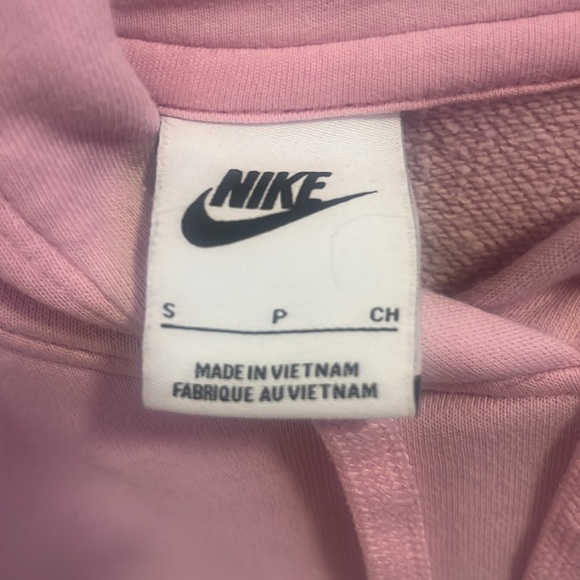 NIKE
S P CH
MADE IN VIETNAM
FABRIQUE AU VIETNAM